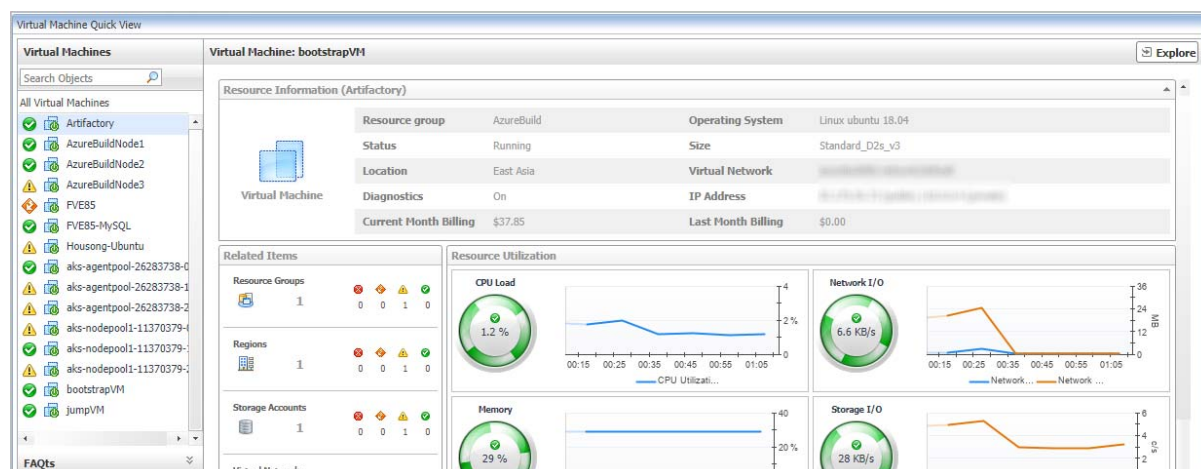 Virtual Machine Quick View
Virtual Machines
Search Objects
All Virtual Machines
Artifactory
AzureBuildNode1
AzureBuildNode2
AzureBuildNode3
FVE85
FVE85-MySQL
Housong-Ubuntu
aks-agentpool-26283738-0
aks-agentpool-26283738-1
aks-agentpool-26283738-2
aks-nodepool1-11370379-
aks-nodepool1-11370379-
aks-nodepool1-11370379-
bootstrapVM
jumpVM
FAQts
Virtual Machine: bootstrapVM
Explore
Resource Information (Artifactory)
Virtual Machine
Resource group AzureBuild Operating System Linux ubuntu 18.04
Status Running Size Standard_D2s_v3
Location East Asia Virtual Network
Diagnostics On IP Address
Current Month Billing $37.85 Last Month Billing $0.00
Related Items
Resource Groups
1 0 0 1 0
Regions
1 0 0 1 0
Storage Accounts
1 0 0 1 0
Resource Utilization
CPU Load
1.2 %
4
2 %
0
00:15 00:25 00:35 00:45 00:55 01:05
CPU Utilizati...
Network I/O
6.6 KB/s
36
24
12
0
MB
00:15 00:25 00:35 00:45 00:55 01:05
Network... Network ...
Memory
29 %
40
20 %
Storage I/O
28 KB/s
6
4
2
c/s